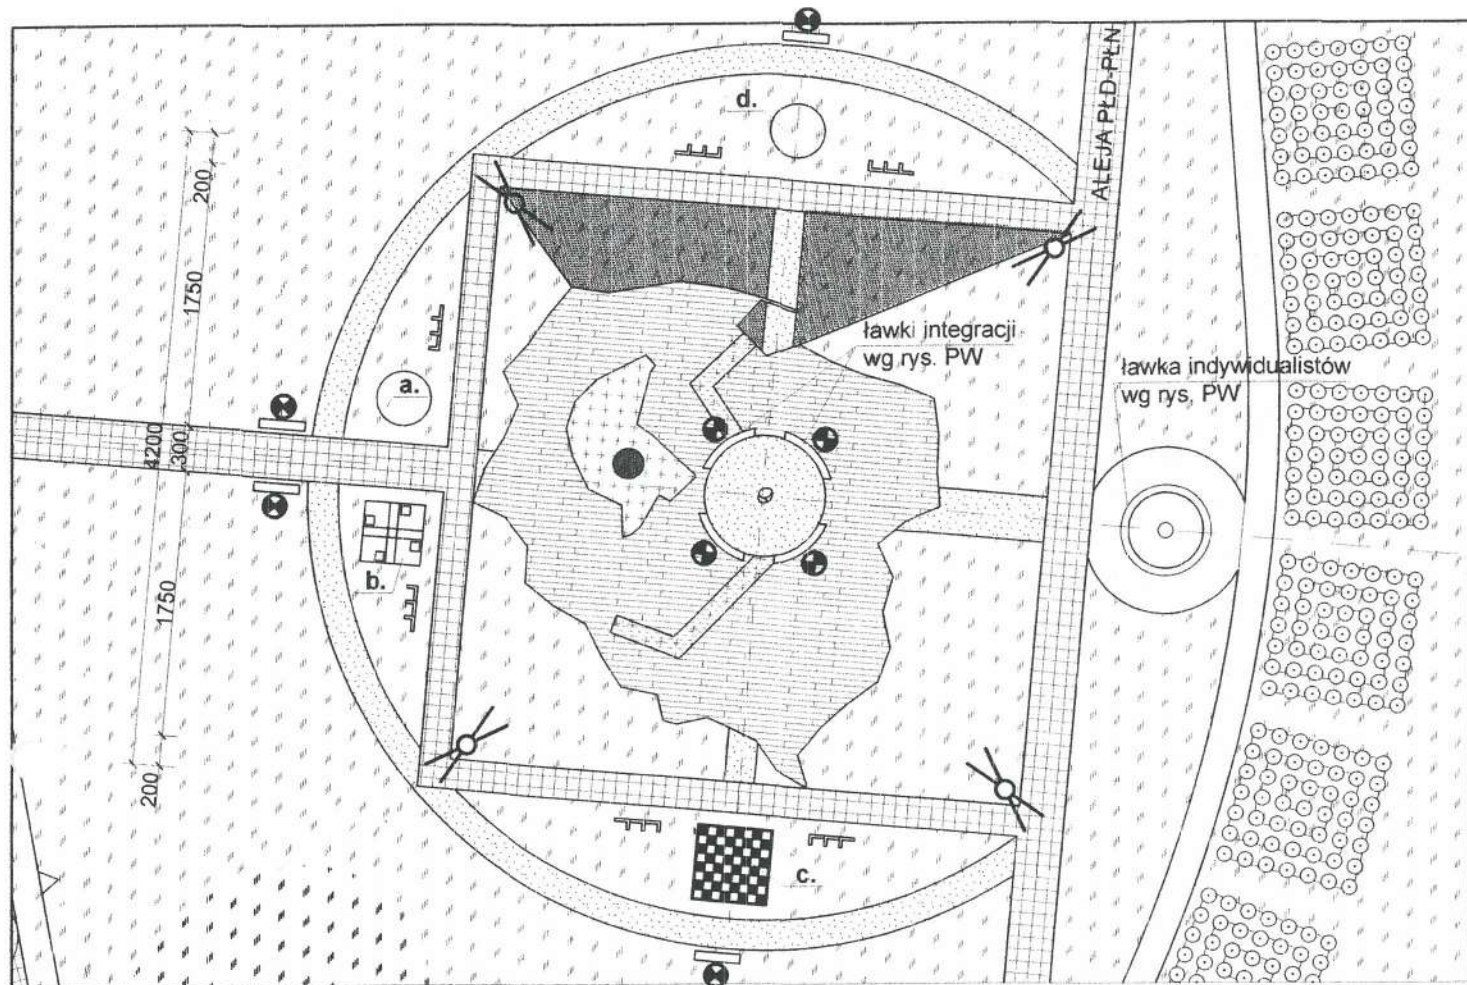 d.
ALEJA PŁD-PŁN
200
1750
ławki integracji
wg rys. PW
ławka indywidualistów
wg rys. PW
a.
4200
300
b.
1750
200
c.